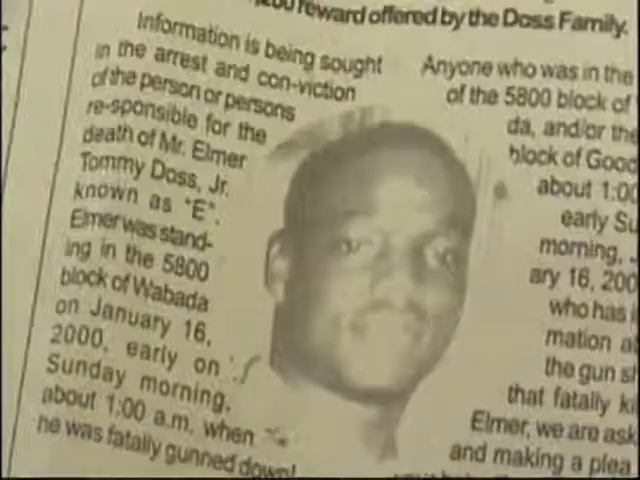 reward offered by the Doss Family.
Information is being sought
in the arrest and con-viction
of the person or persons
re-sponsible for the
death of Mr. Elmer
Tommy Doss, Jr.
known as "E".
Elmer was stand-
ing in the 5800
block of Wabada
on January 16,
2000, early on
Sunday morning,
about 1:00 a.m. when
he was fatally gunned down!
Anyone who was in the
of the 5800 block of
da, and/or the
block of Good
about 1:00
early Su
morning,
ary 16, 200
who has i
mation a
the gun sh
that fatally ki
Elmer, we are ask
and making a plea